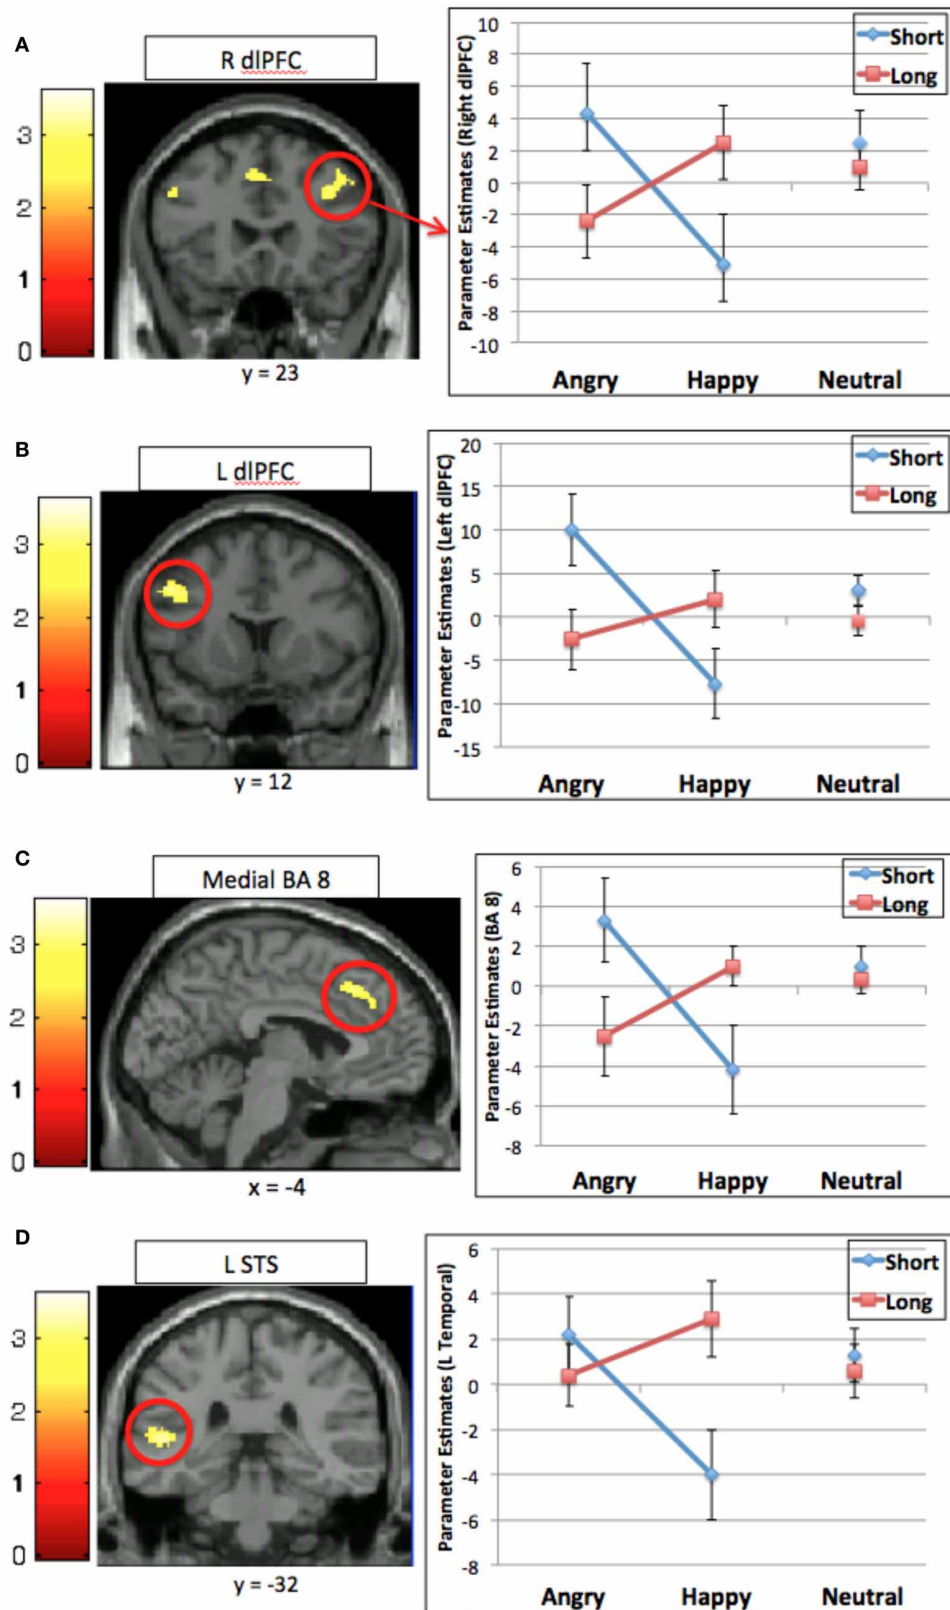 A
R dlPFC
3
2
1
0
y = 23
Parameter Estimates (Right dlPFC)
10
8
6
4
2
0
-2
-4
-6
-8
-10
Short
Long
Angry Happy Neutral
B
L dlPFC
3
2
1
0
y = 12
Parameter Estimates (Left dlPFC)
20
15
10
5
0
-5
-10
-15
Short
Long
Angry Happy Neutral
C
Medial BA 8
3
2
1
0
x = -4
Parameter Estimates (BA 8)
6
4
2
0
-2
-4
-6
-8
Short
Long
Angry Happy Neutral
D
L STS
3
2
1
0
y = -32
Parameter Estimates (L Temporal)
6
4
2
0
-2
-4
-6
-8
Short
Long
Angry Happy Neutral